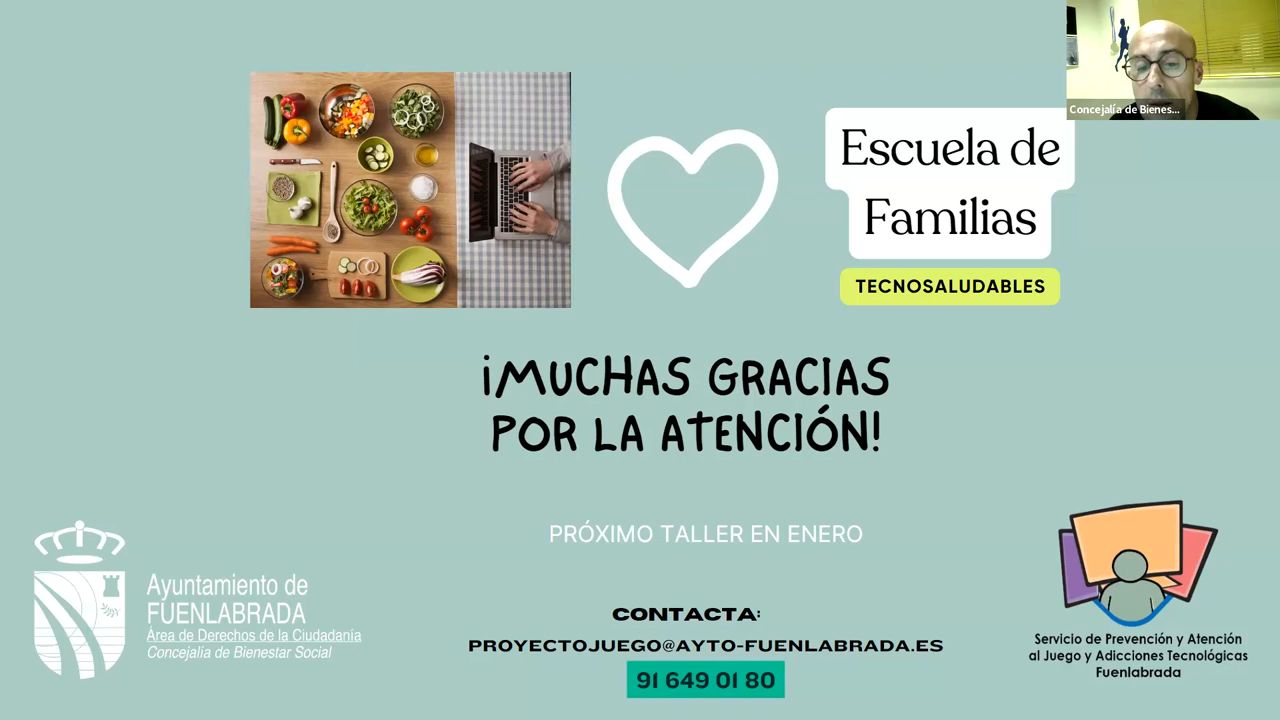 Concejalía de Bienes...
Escuela de
Familias
TECNOSALUDABLES
¡MUCHAS GRACIAS
POR LA ATENCIÓN!
PRÓXIMO TALLER EN ENERO
Ayuntamiento de
FUENLABRADA
Área de Derechos de la Ciudadanía
Concejalía de Bienestar Social
CONTACTA:
PROYECTOJUEGO@AYTO-FUENLABRADA.ES
91 649 01 80
Servicio de Prevención y Atención
al Juego y Adicciones Tecnológicas
Fuenlabrada